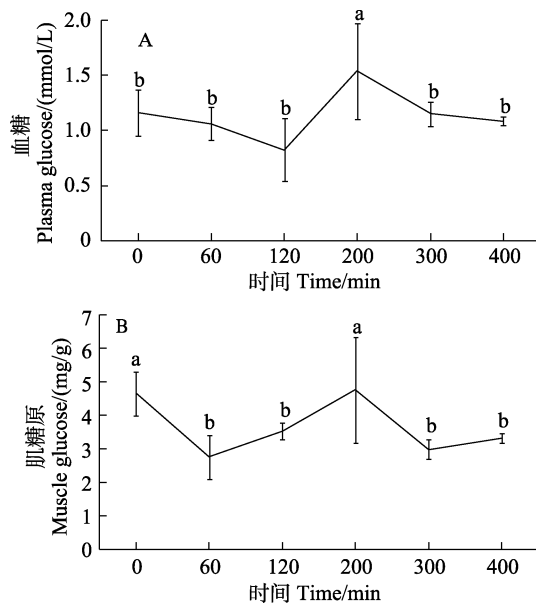 A
2.0
1.5
1.0
0.5
0
血糖
Plasma glucose/(mmol/L)
b
b
b
a
b
b
0 60 120 200 300 400
时间 Time/min
B
7
6
5
4
3
2
1
0
肌糖原
Muscle glucose/(mg/g)
a
b
b
a
b
b
0 60 120 200 300 400
时间 Time/min